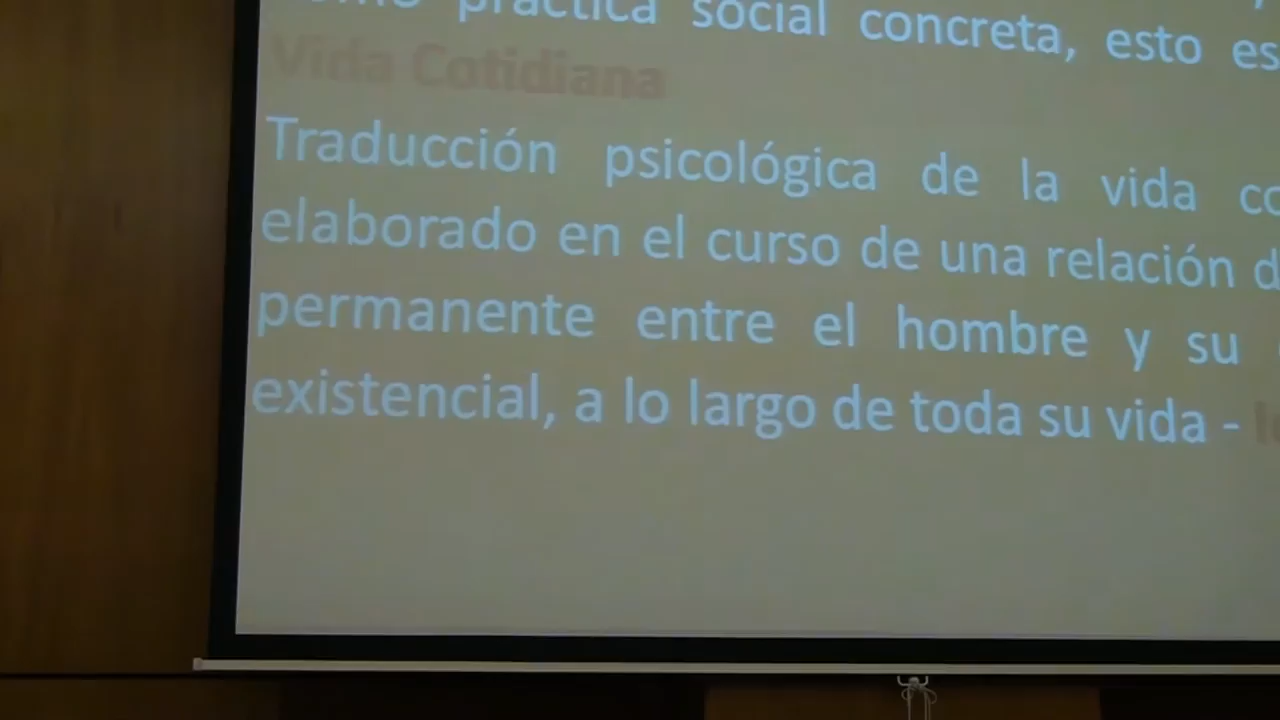 práctica social concreta, esto es
Vida Cotidiana
Traducción psicológica de la vida
elaborado en el curso de una relación
permanente entre el hombre y su
existencial, a lo largo de toda su vida -